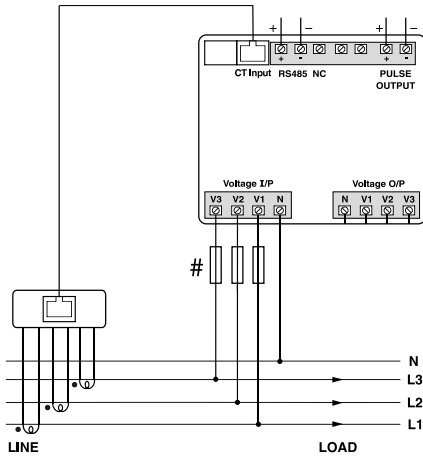 + − + −
+ - + -
CT Input RS485 NC PULSE
OUTPUT
Voltage I/P Voltage O/P
V3 V2 V1 N N V1 V2 V3
#
N
L3
L2
L1
LINE LOAD